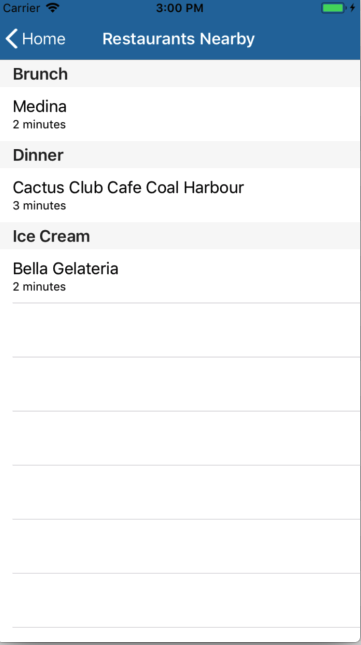 Carrier 3:00 PM
Home Restaurants Nearby
Brunch
Medina
2 minutes
Dinner
Cactus Club Cafe Coal Harbour
3 minutes
Ice Cream
Bella Gelateria
2 minutes